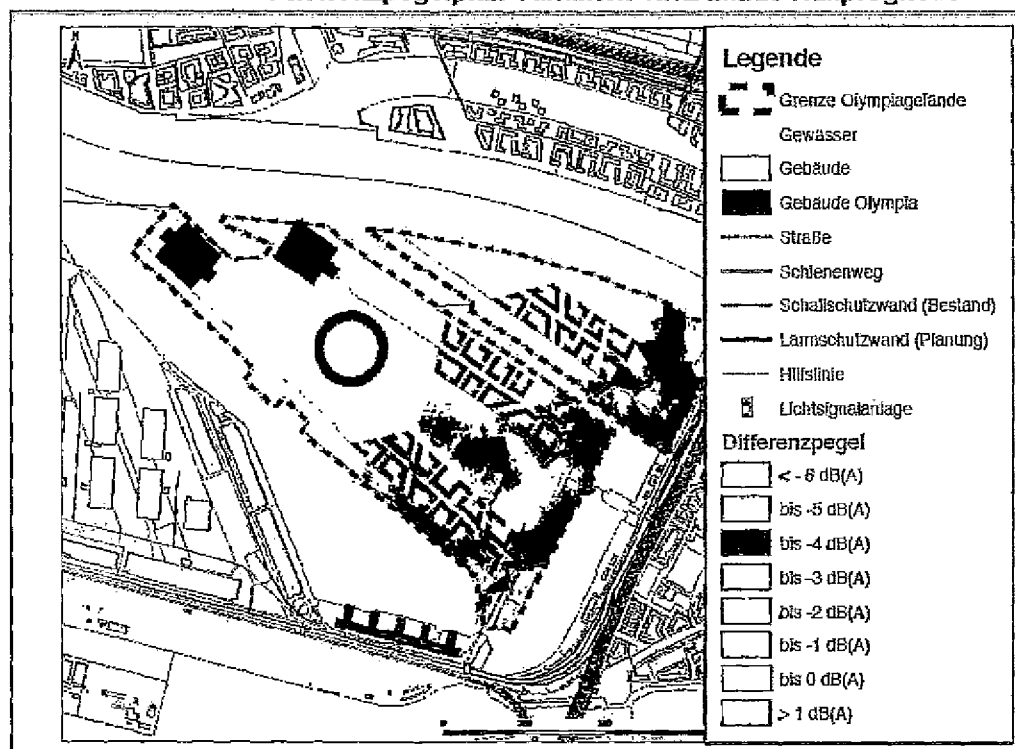 Legende
Grenze Olympiagelände
Gewässer
Gebäude
Gebäude Olympia
Straße
Schienenweg
Schallschutzwand (Bestand)
Lärmschutzwand (Planung)
Hilfslinie
Lichtsignalanlage
Differenzpegel
< -6 dB(A)
bis -5 dB(A)
bis -4 dB(A)
bis -3 dB(A)
bis -2 dB(A)
bis -1 dB(A)
bis 0 dB(A)
> 1 dB(A)